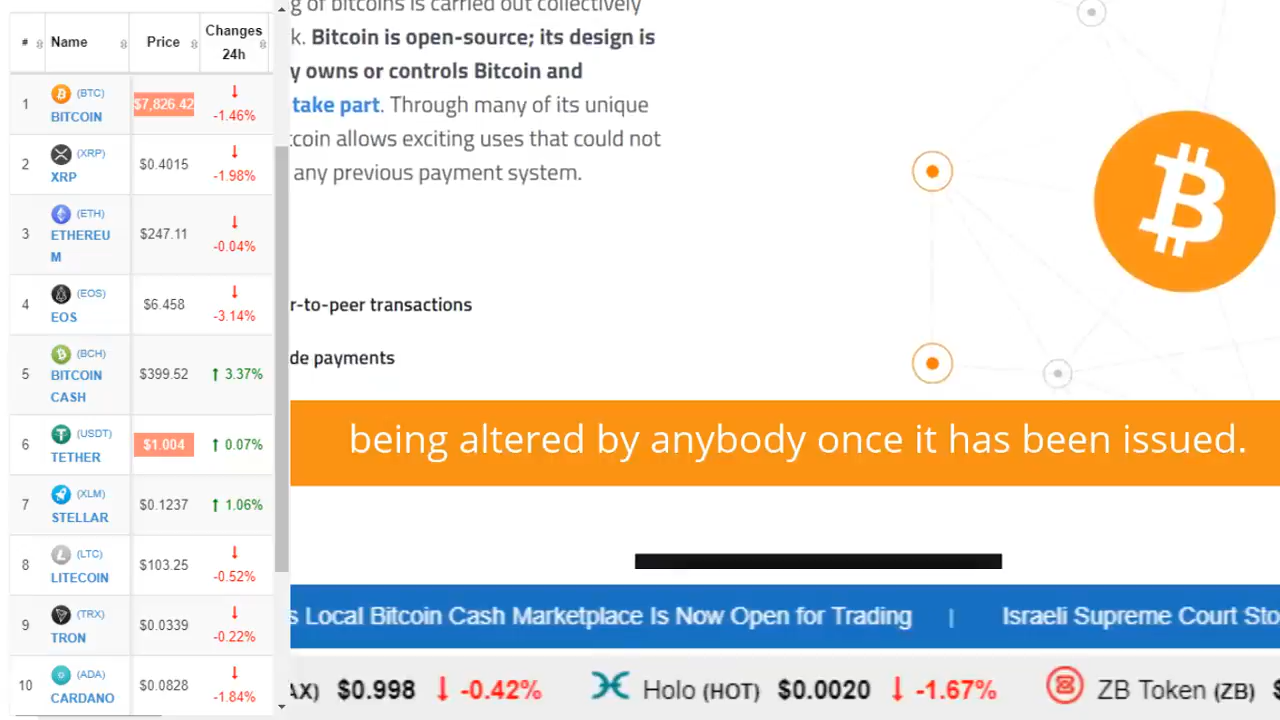 # Name Price Changes 24h
1 (BTC) BITCOIN $7,826.42 ↓ -1.46%
2 (XRP) XRP $0.4015 ↓ -1.98%
3 (ETH) ETHEREUM $247.11 ↓ -0.04%
4 (EOS) EOS $6.458 ↓ -3.14%
5 (BCH) BITCOIN CASH $399.52 ↑ 3.37%
6 (USDT) TETHER $1.004 ↑ 0.07%
7 (XLM) STELLAR $0.1237 ↑ 1.06%
8 (LTC) LITECOIN $103.25 ↓ -0.52%
9 (TRX) TRON $0.0339 ↓ -0.22%
10 (ADA) CARDANO $0.0828 ↓ -1.84%
g of bitcoins is carried out collectively
k. Bitcoin is open-source; its design is
y owns or controls Bitcoin and
take part. Through many of its unique
tcoin allows exciting uses that could not
any previous payment system.
r-to-peer transactions
de payments
being altered by anybody once it has been issued.
s Local Bitcoin Cash Marketplace Is Now Open for Trading | Israeli Supreme Court Sto
AX) $0.998 ↓ -0.42% Holo (HOT) $0.0020 ↓ -1.67% ZB Token (ZB) $